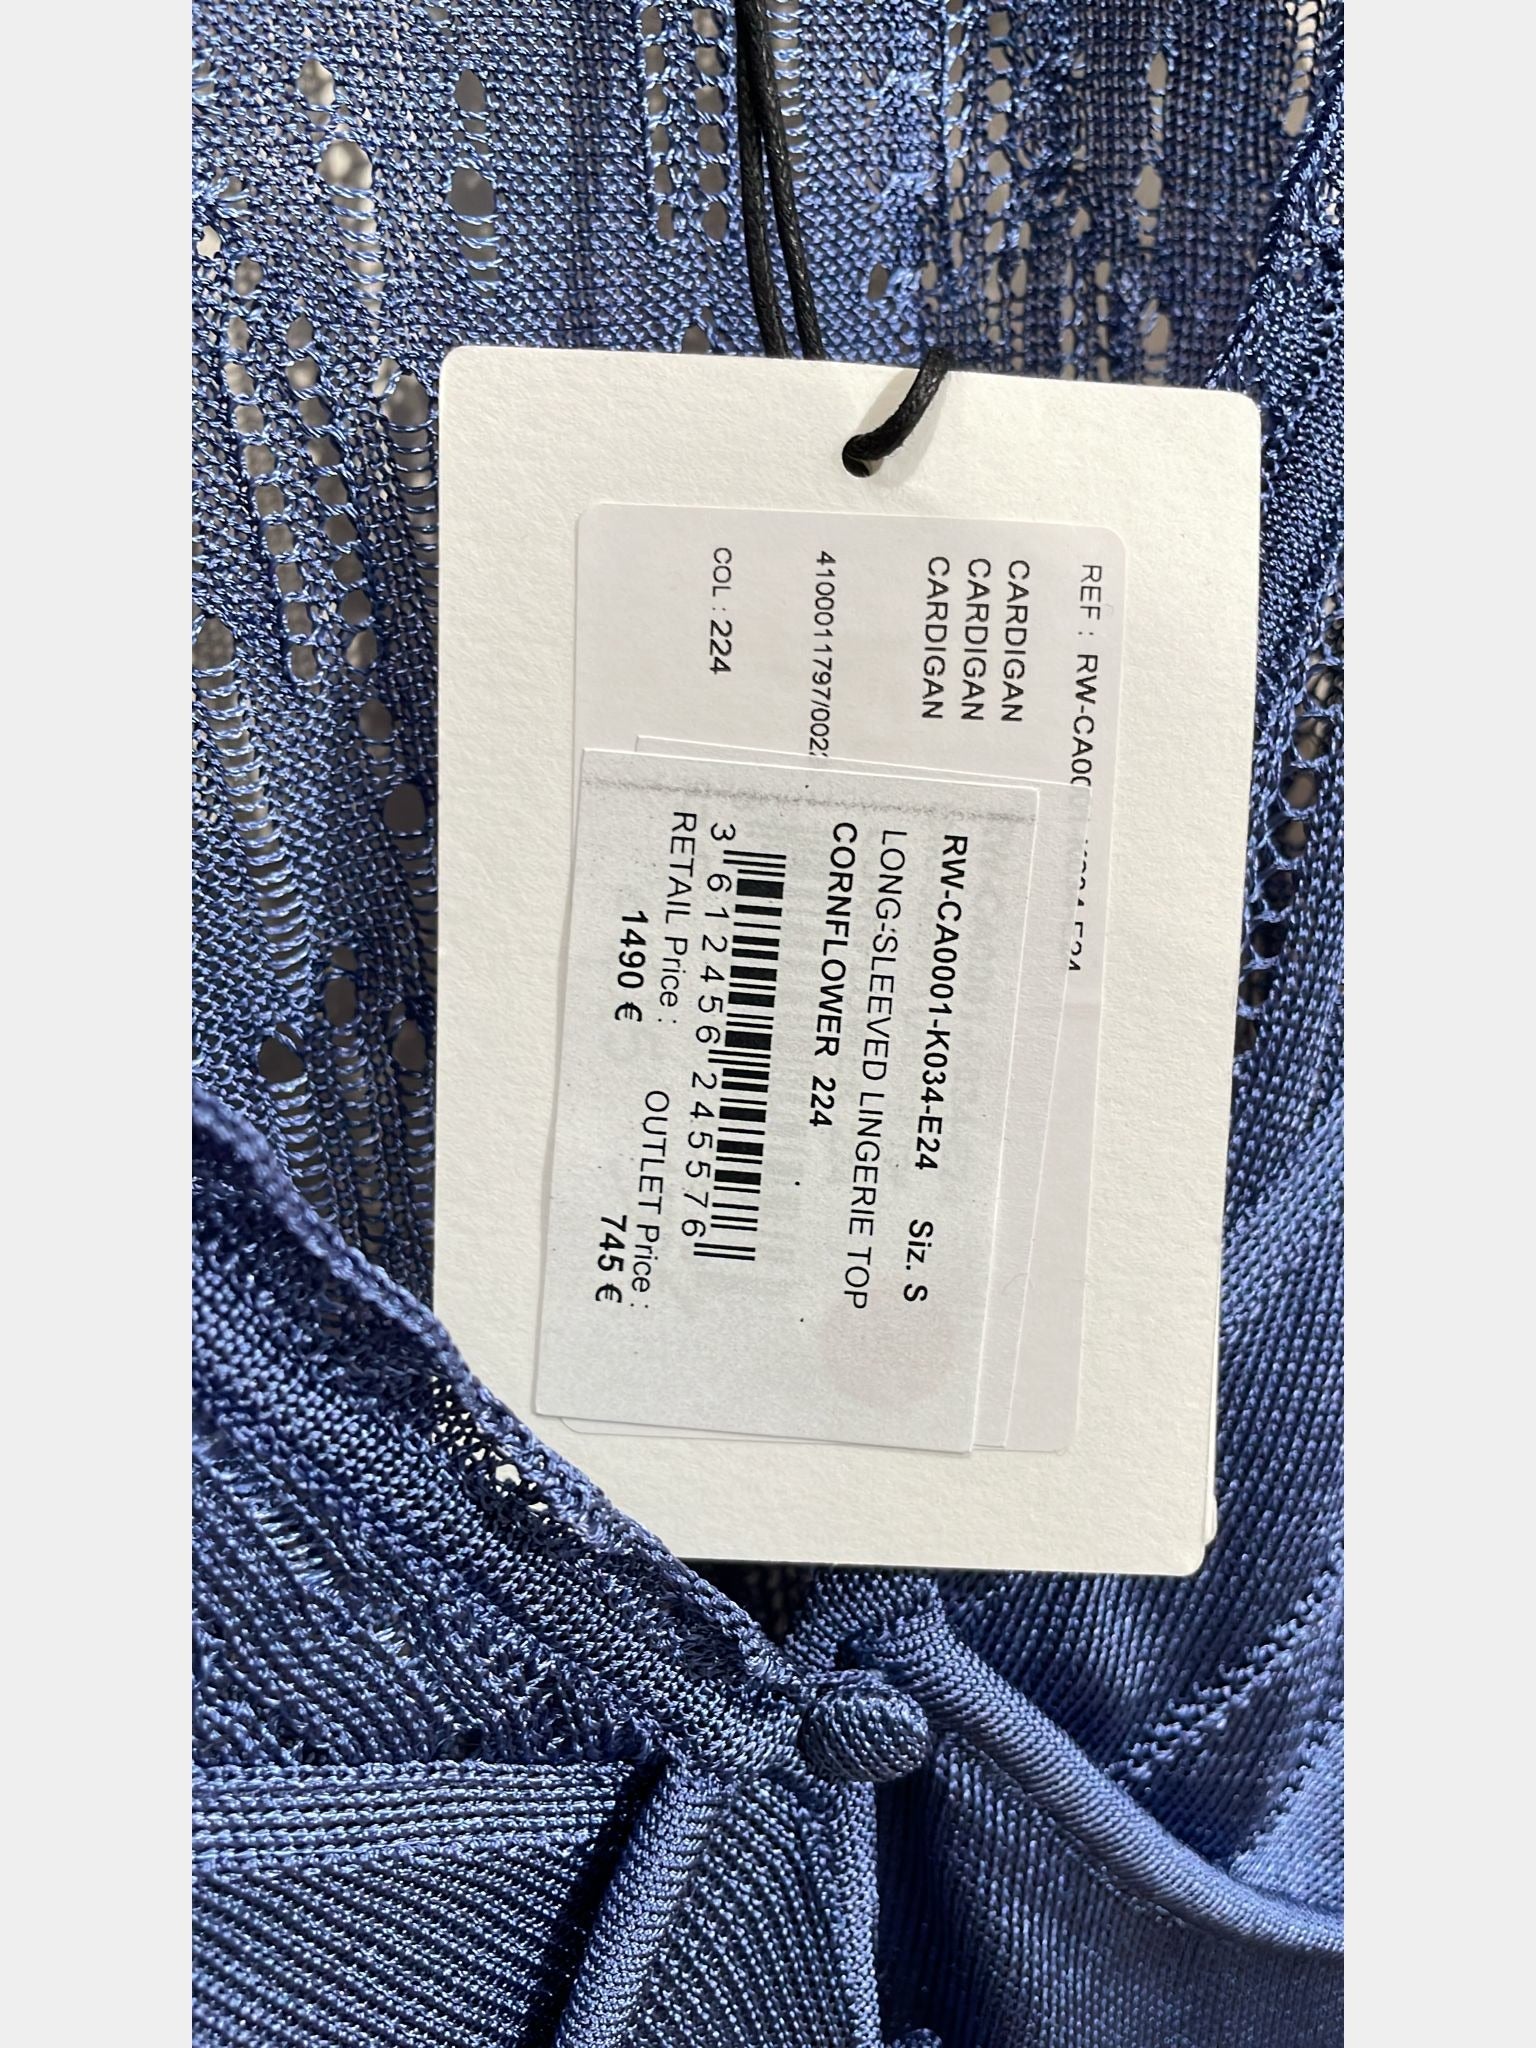 REF : RW-CA00
CARDIGAN
CARDIGAN
CARDIGAN
4100011797/002
COL : 224
RW-CA0001-K034-E24 Siz. S
LONG-SLEEVED LINGERIE TOP
CORNFLOWER 224
3 612456 245576
RETAIL Price : OUTLET Price :
1490 € 745 €